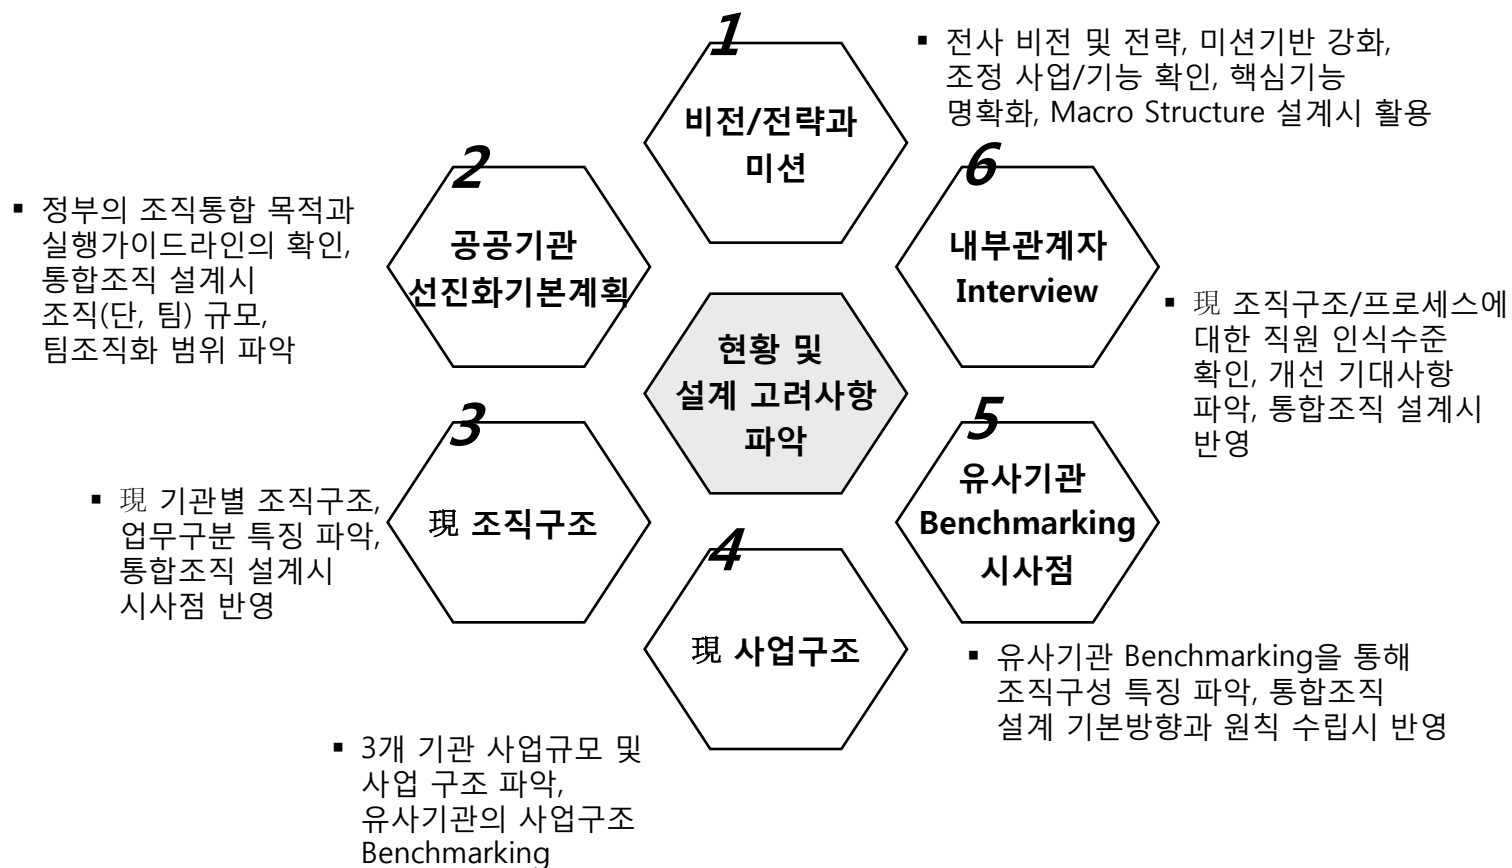 1
비전/전략과
미션
▪ 전사 비전 및 전략, 미션기반 강화,
조정 사업/기능 확인, 핵심기능
명확화, Macro Structure 설계시 활용
2
공공기관
선진화기본계획
▪ 정부의 조직통합 목적과
실행가이드라인의 확인,
통합조직 설계시
조직(단, 팀) 규모,
팀조직화 범위 파악
현황 및
설계 고려사항
파악
3
現 조직구조
▪ 現 기관별 조직구조,
업무구분 특징 파악,
통합조직 설계시
시사점 반영
4
現 사업구조
▪ 3개 기관 사업규모 및
사업 구조 파악,
유사기관의 사업구조
Benchmarking
5
유사기관
Benchmarking
시사점
▪ 유사기관 Benchmarking을 통해
조직구성 특징 파악, 통합조직
설계 기본방향과 원칙 수립시 반영
6
내부관계자
Interview
▪ 現 조직구조/프로세스에
대한 직원 인식수준
확인, 개선 기대사항
파악, 통합조직 설계시
반영